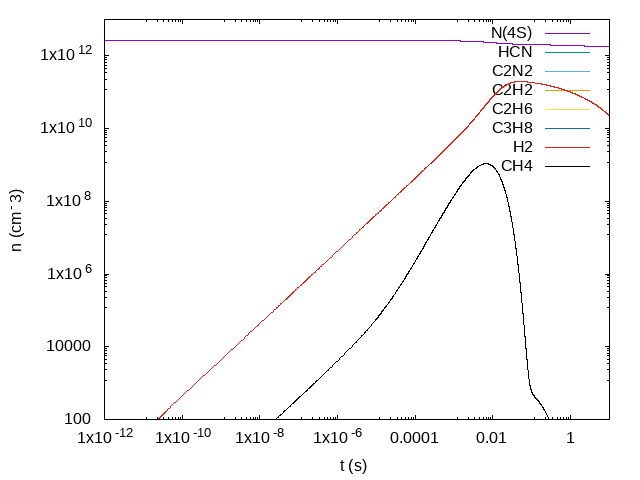 N(4S)
HCN
C2N2
C2H2
C2H6
C3H8
H2
CH4
n (cm-3)
1x10 12
1x10 10
1x10 8
1x10 6
10000
100
1x10-12 1x10-10 1x10-8 1x10-6 0.0001 0.01 1
t (s)